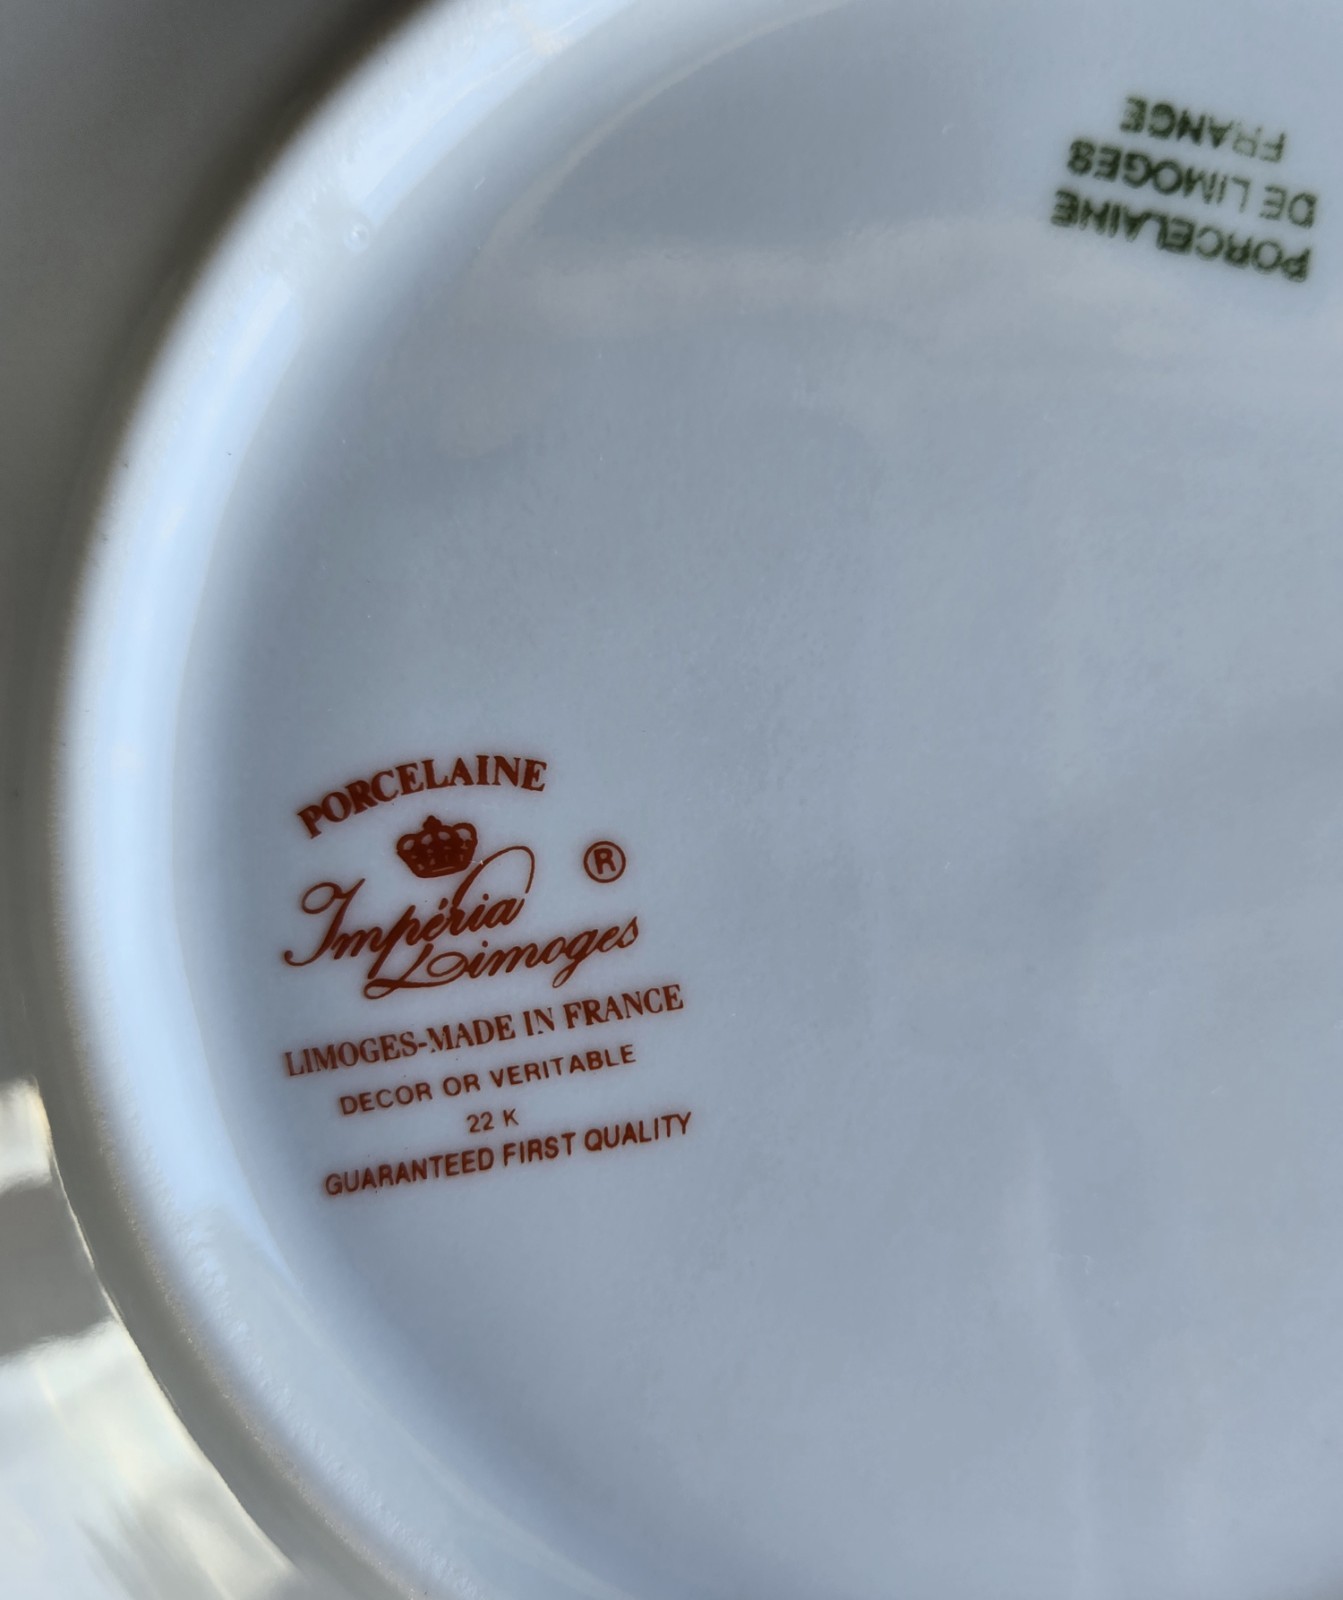 PORCELAINE
DE LIMOGES
FRANCE
PORCELAINE
Impéria
Limoges
®
LIMOGES-MADE IN FRANCE
DECOR OR VERITABLE
22 K
GUARANTEED FIRST QUALITY